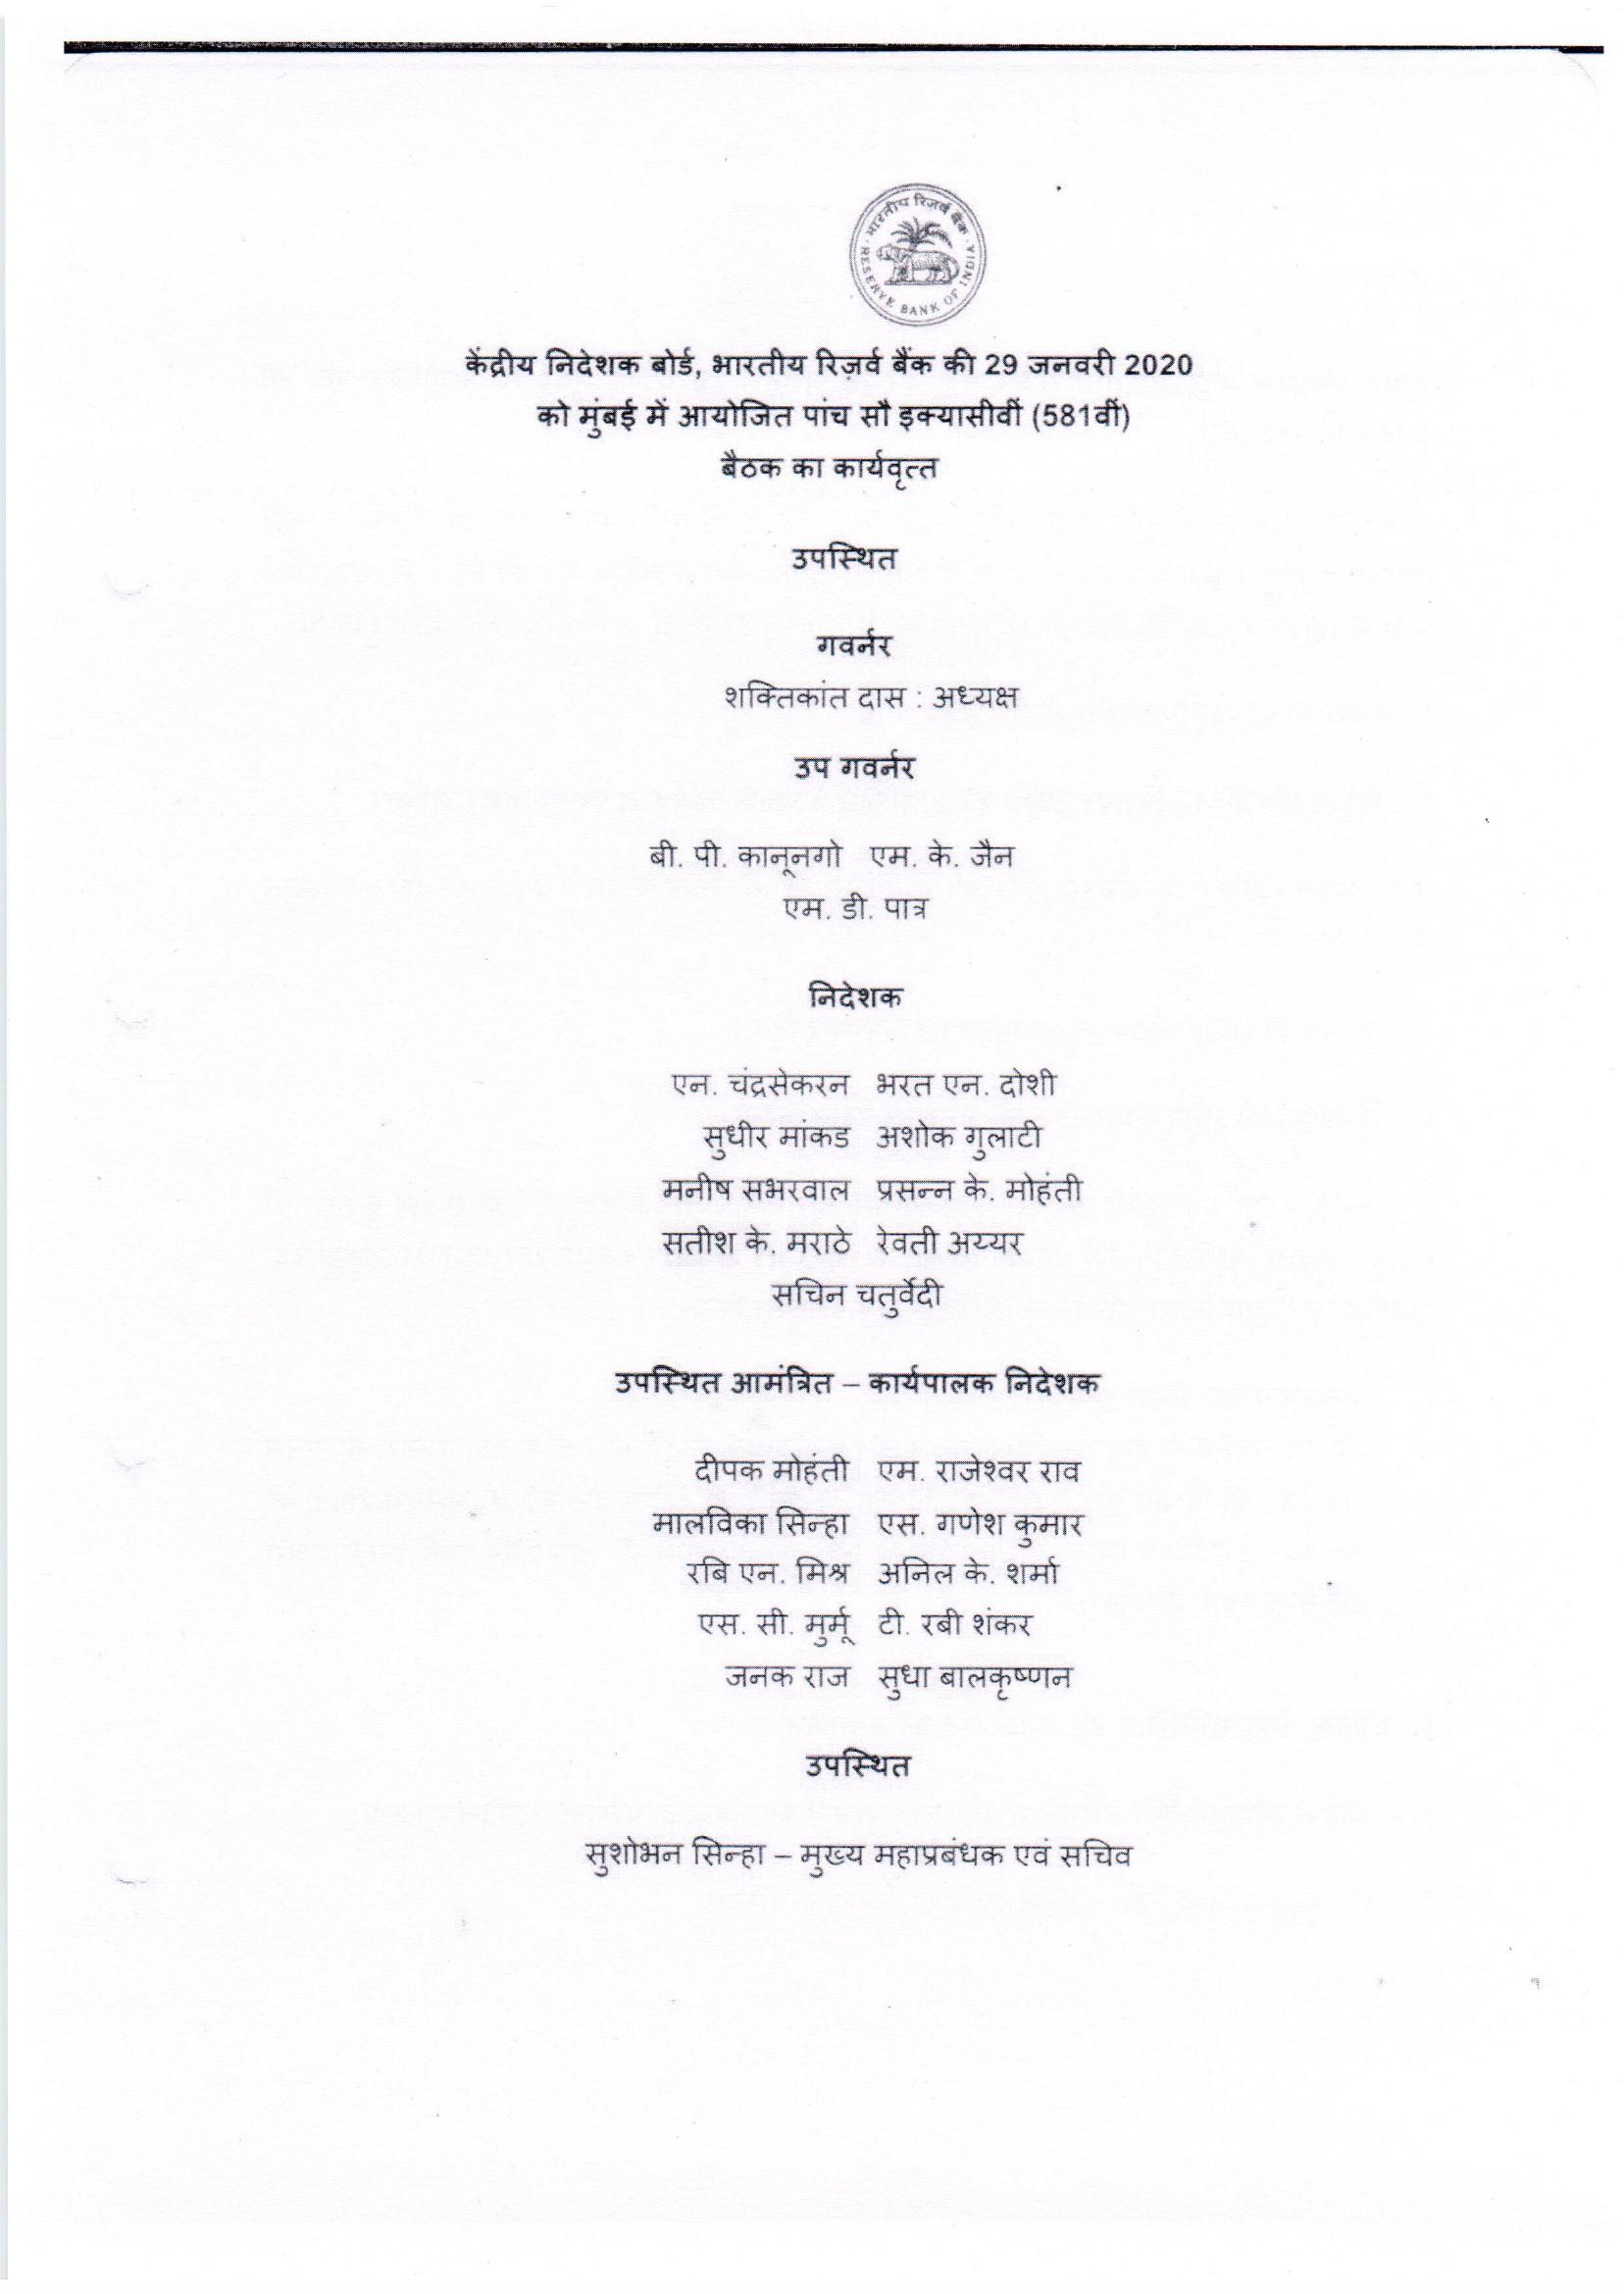 भारतीय रिज़र्व बैंक
RESERVE BANK OF INDIA
केंद्रीय निदेशक बोर्ड, भारतीय रिज़र्व बैंक की 29 जनवरी 2020
को मुंबई में आयोजित पांच सौ इक्यासीवीं (581वीं)
बैठक का कार्यवृत्त
उपस्थित
गवर्नर
शक्तिकांत दास : अध्यक्ष
उप गवर्नर
बी. पी. कानूनगो एम. के. जैन
एम. डी. पात्र
निदेशक
एन. चंद्रसेकरन भरत एन. दोशी
सुधीर मांकड अशोक गुलाटी
मनीष सभरवाल प्रसन्न के. मोहंती
सतीश के. मराठे रेवती अय्यर
सचिन चतुर्वेदी
उपस्थित आमंत्रित – कार्यपालक निदेशक
दीपक मोहंती एम. राजेश्वर राव
मालविका सिन्हा एस. गणेश कुमार
रबि एन. मिश्र अनिल के. शर्मा
एस. सी. मुर्मू टी. रबी शंकर
जनक राज सुधा बालकृष्णन
उपस्थित
सुशोभन सिन्हा – मुख्य महाप्रबंधक एवं सचिव